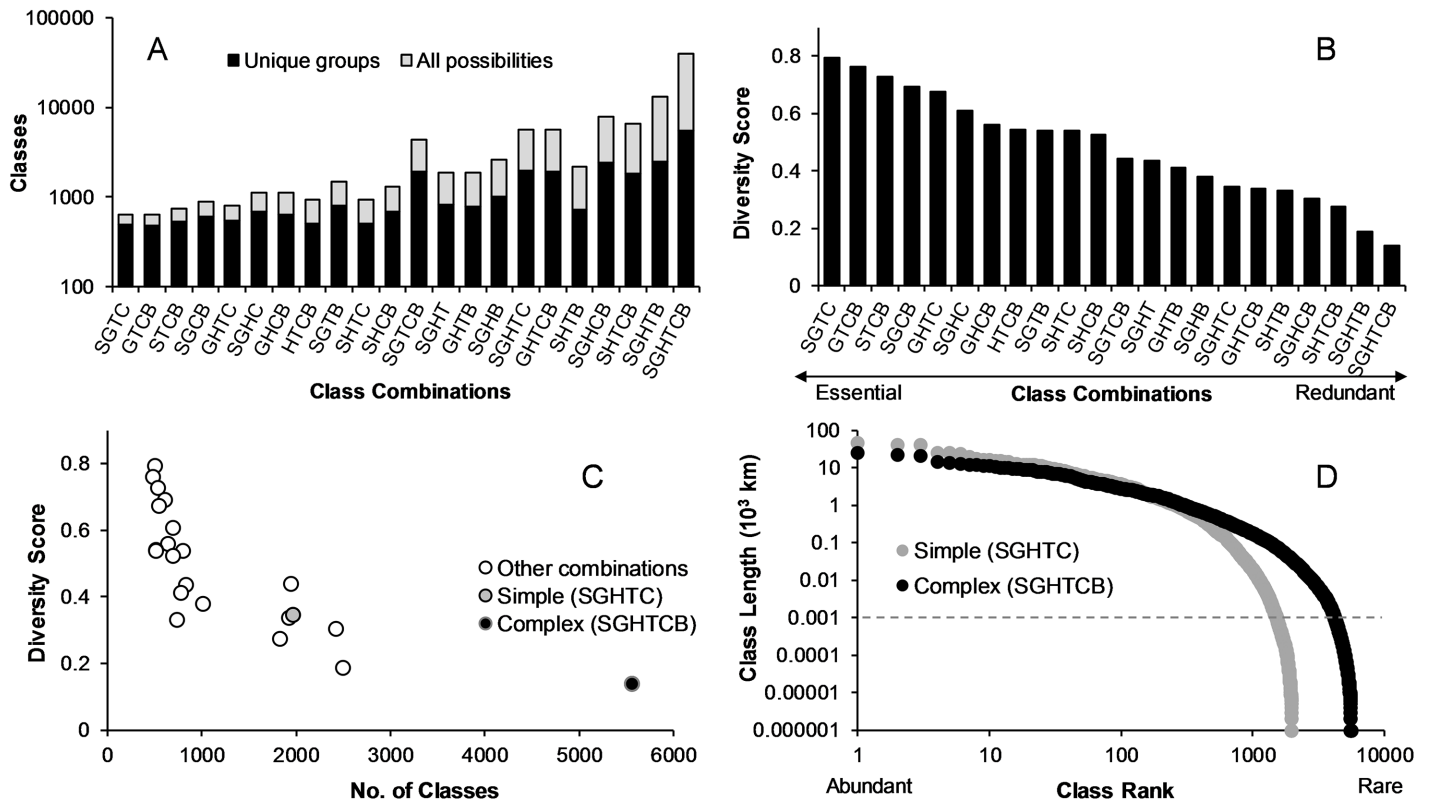 A
Unique groups
All possibilities
Classes
100000
10000
1000
100
SGTC
GTCB
STCB
SGCB
GHTC
SGHC
GHCB
HTCB
SGTB
SHTC
SHCB
SGTCB
SGHT
GHTB
SGHB
SGHTC
GHTCB
SHTB
SGHCB
SHTCB
SGHTB
SGHTCB
Class Combinations
B
Diversity Score
0.8
0.6
0.4
0.2
0
SGTC
GTCB
STCB
SGCB
GHTC
SGHC
GHCB
HTCB
SGTB
SHTC
SHCB
SGTCB
SGHT
GHTB
SGHB
SGHTC
GHTCB
SHTB
SGHCB
SHTCB
SGHTB
SGHTCB
Essential
Class Combinations
Redundant
C
Diversity Score
0.8
0.6
0.4
0.2
0
Other combinations
Simple (SGHTC)
Complex (SGHTCB)
0 1000 2000 3000 4000 5000 6000
No. of Classes
D
Class Length (10³ km)
100
10
1
0.1
0.01
0.001
0.0001
0.00001
0.000001
Simple (SGHTC)
Complex (SGHTCB)
1 10 100 1000 10000
Abundant
Class Rank
Rare